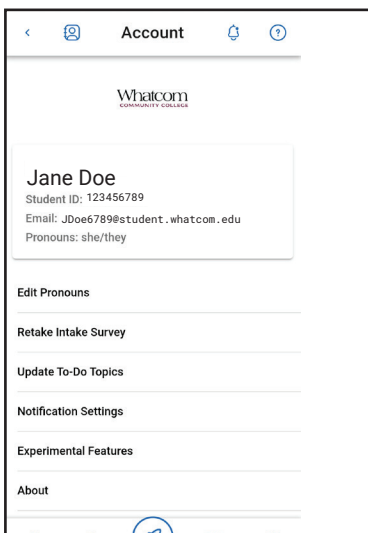 Account
Whatcom
COMMUNITY COLLEGE
Jane Doe
Student ID: 123456789
Email: JDoe6789@student.whatcom.edu
Pronouns: she/they
Edit Pronouns
Retake Intake Survey
Update To-Do Topics
Notification Settings
Experimental Features
About